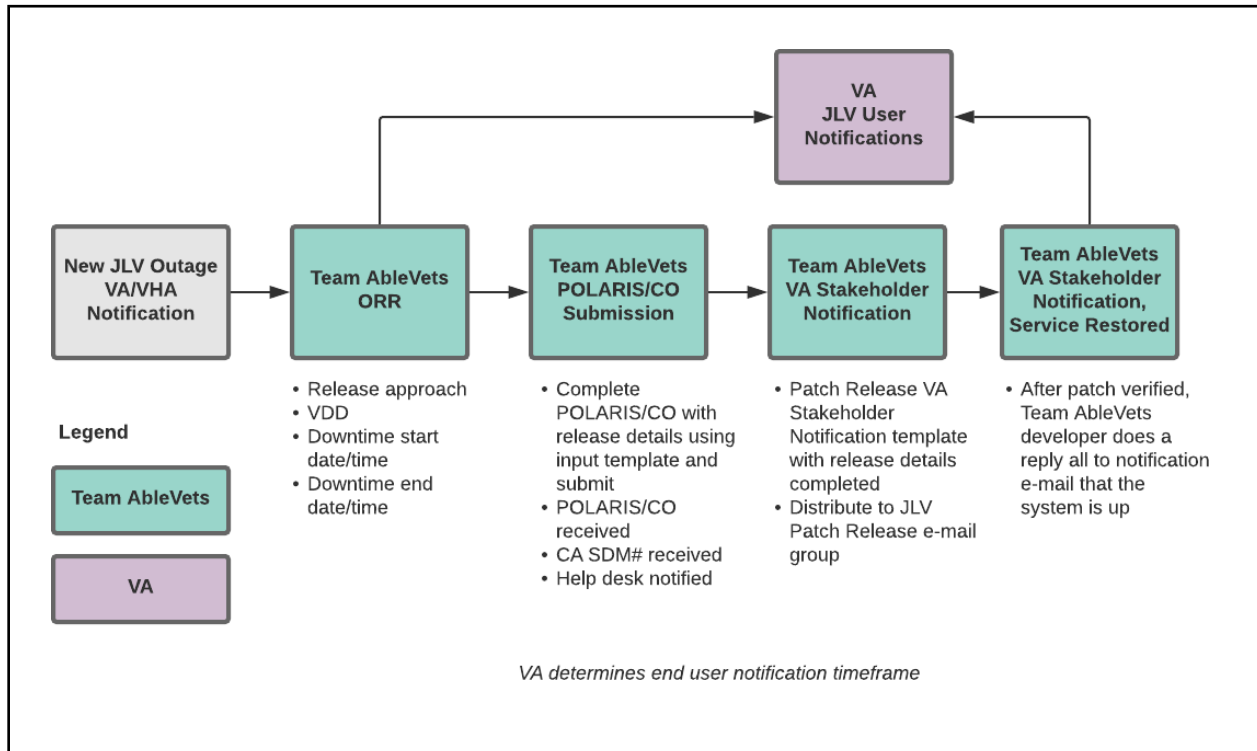 VA
JLV User
Notifications
New JLV Outage
VA/VHA
Notification
Team AbleVets
ORR
Team AbleVets
POLARIS/CO
Submission
Team AbleVets
VA Stakeholder
Notification
Team AbleVets
VA Stakeholder
Notification,
Service Restored
• Release approach
• VDD
• Downtime start
date/time
• Downtime end
date/time
• Complete
POLARIS/CO with
release details using
input template and
submit
• POLARIS/CO
received
• CA SDM# received
• Help desk notified
• Patch Release VA
Stakeholder
Notification template
with release details
completed
• Distribute to JLV
Patch Release e-mail
group
• After patch verified,
Team AbleVets
developer does a
reply all to notification
e-mail that the
system is up
Legend
Team AbleVets
VA
VA determines end user notification timeframe